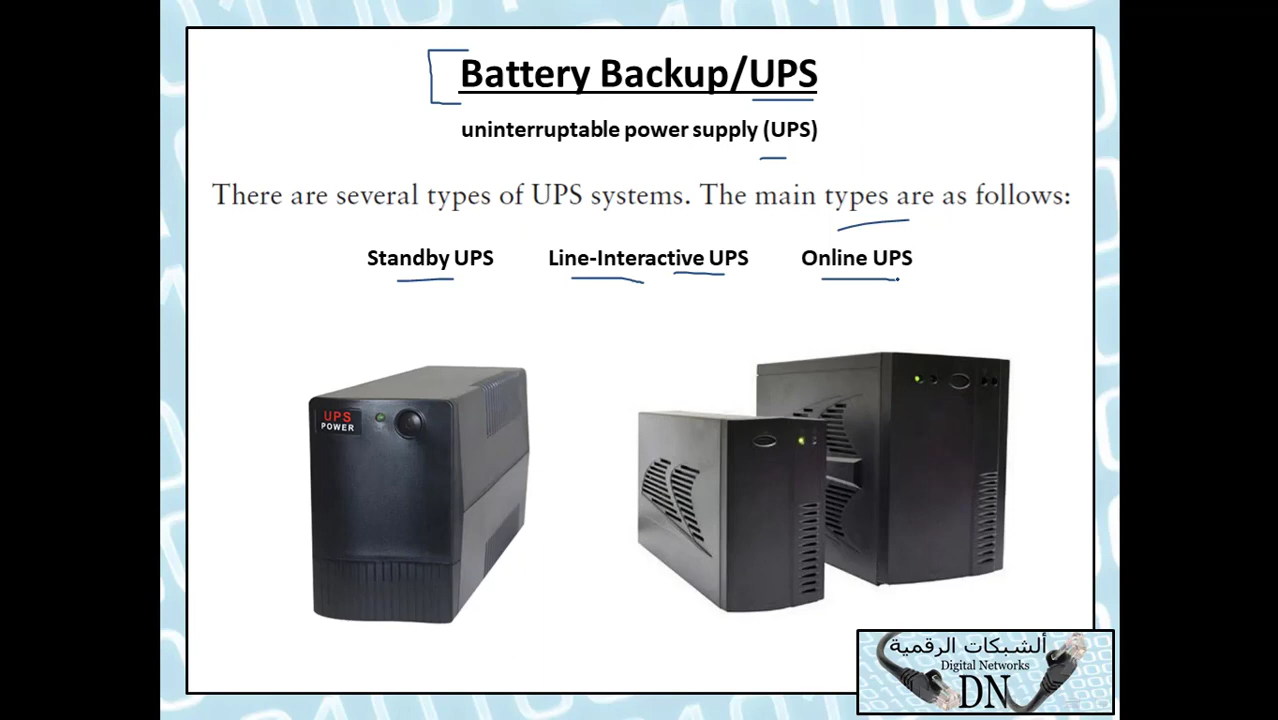 Battery Backup/UPS
uninterruptable power supply (UPS)
There are several types of UPS systems. The main types are as follows:
Standby UPS Line-Interactive UPS Online UPS
UPS
POWER
ألشبكات الرقمية
Digital Networks
DN